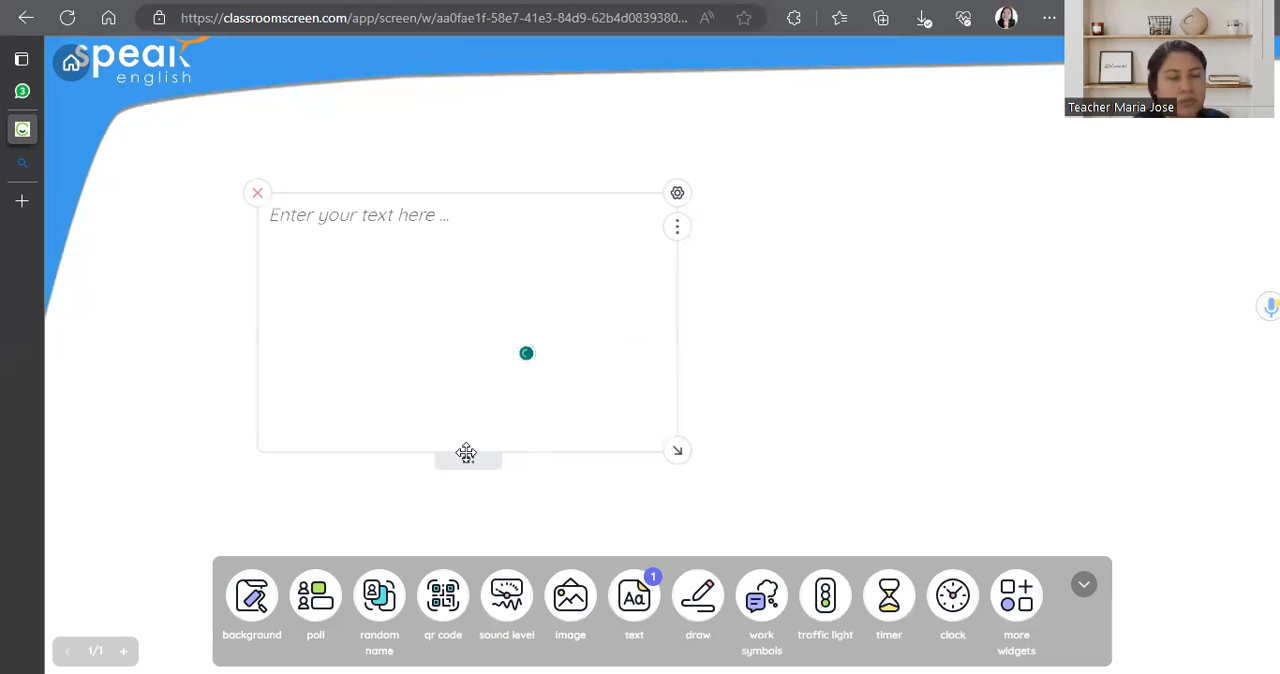 https://classroomscreen.com/app/screen/w/aa0fae1f-58e7-41e3-84d9-62b4d0839380...
A
3
speak
english
Teacher Maria Jose
Enter your text here ...
1
Aa
background
poll
random
name
qr code
sound level
image
text
draw
work
symbols
traffic light
timer
clock
more
widgets
1/1